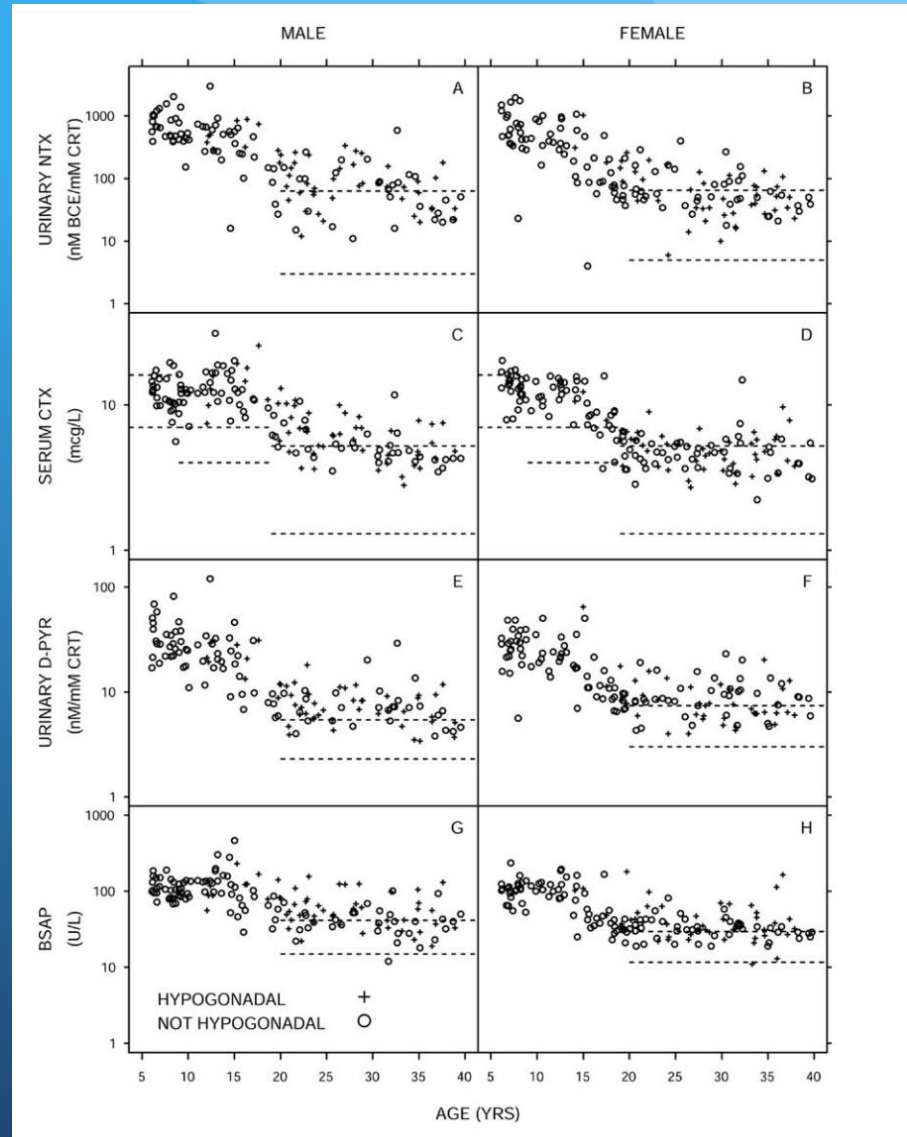 MALE
FEMALE
A
B
URINARY NTX
(nM BCE/mM CRT)
1000
100
10
1
C
D
SERUM CTX
(mcg/L)
10
1
E
F
URINARY D-PYR
(nM/mM CRT)
100
10
1
G
H
BSAP
(U/L)
1000
100
10
1
HYPOGONADAL +
NOT HYPOGONADAL O
5 10 15 20 25 30 35 40 5 10 15 20 25 30 35 40
AGE (YRS)